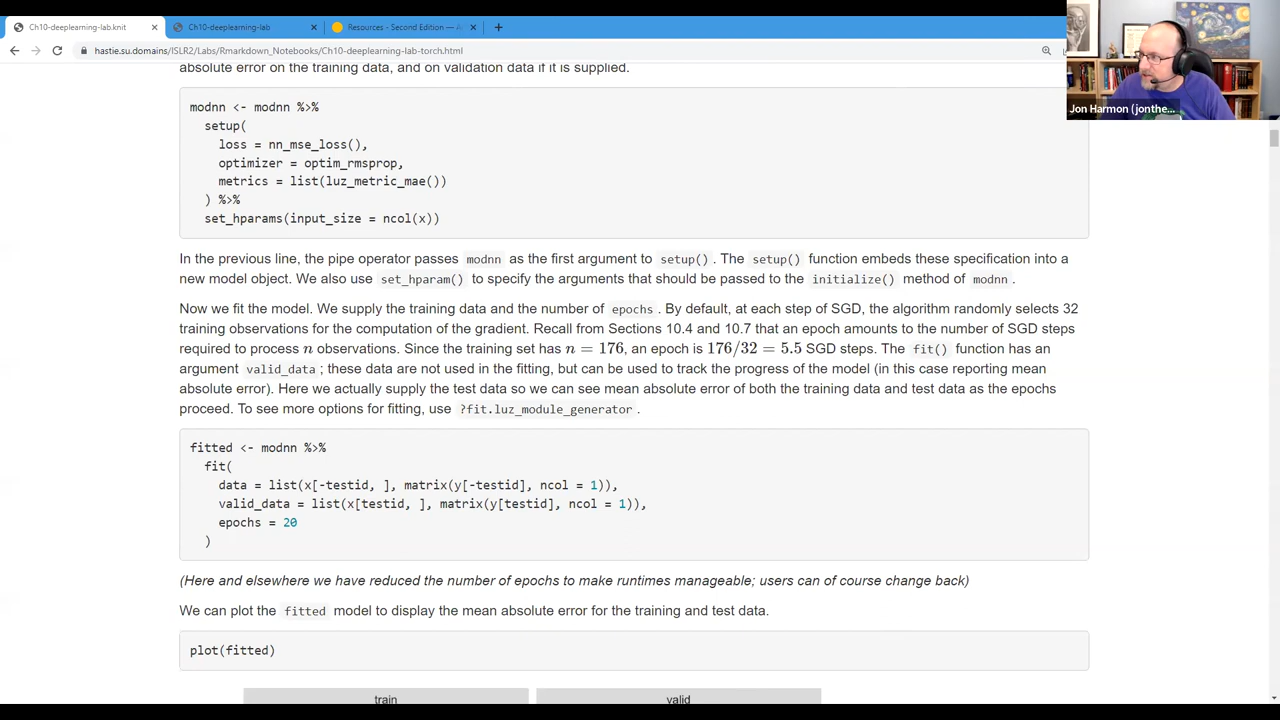 Ch10-deeplearning-lab.knit
Ch10-deeplearning-lab
Resources - Second Edition — A
hastie.su.domains/ISLR2/Labs/Rmarkdown_Notebooks/Ch10-deeplearning-lab-torch.html
Jon Harmon (jonthe...
absolute error on the training data, and on validation data if it is supplied.
modnn <- modnn %>%
setup(
loss = nn_mse_loss(),
optimizer = optim_rmsprop,
metrics = list(luz_metric_mae())
) %>%
set_hparams(input_size = ncol(x))
In the previous line, the pipe operator passes modnn as the first argument to setup() . The setup() function embeds these specification into a
new model object. We also use set_hparam() to specify the arguments that should be passed to the initialize() method of modnn .
Now we fit the model. We supply the training data and the number of epochs . By default, at each step of SGD, the algorithm randomly selects 32
training observations for the computation of the gradient. Recall from Sections 10.4 and 10.7 that an epoch amounts to the number of SGD steps
required to process n observations. Since the training set has n = 176, an epoch is 176/32 = 5.5 SGD steps. The fit() function has an
argument valid_data ; these data are not used in the fitting, but can be used to track the progress of the model (in this case reporting mean
absolute error). Here we actually supply the test data so we can see mean absolute error of both the training data and test data as the epochs
proceed. To see more options for fitting, use ?fit.luz_module_generator .
fitted <- modnn %>%
fit(
data = list(x[-testid, ], matrix(y[-testid], ncol = 1)),
valid_data = list(x[testid, ], matrix(y[testid], ncol = 1)),
epochs = 20
)
(Here and elsewhere we have reduced the number of epochs to make runtimes manageable; users can of course change back)
We can plot the fitted model to display the mean absolute error for the training and test data.
plot(fitted)
train valid